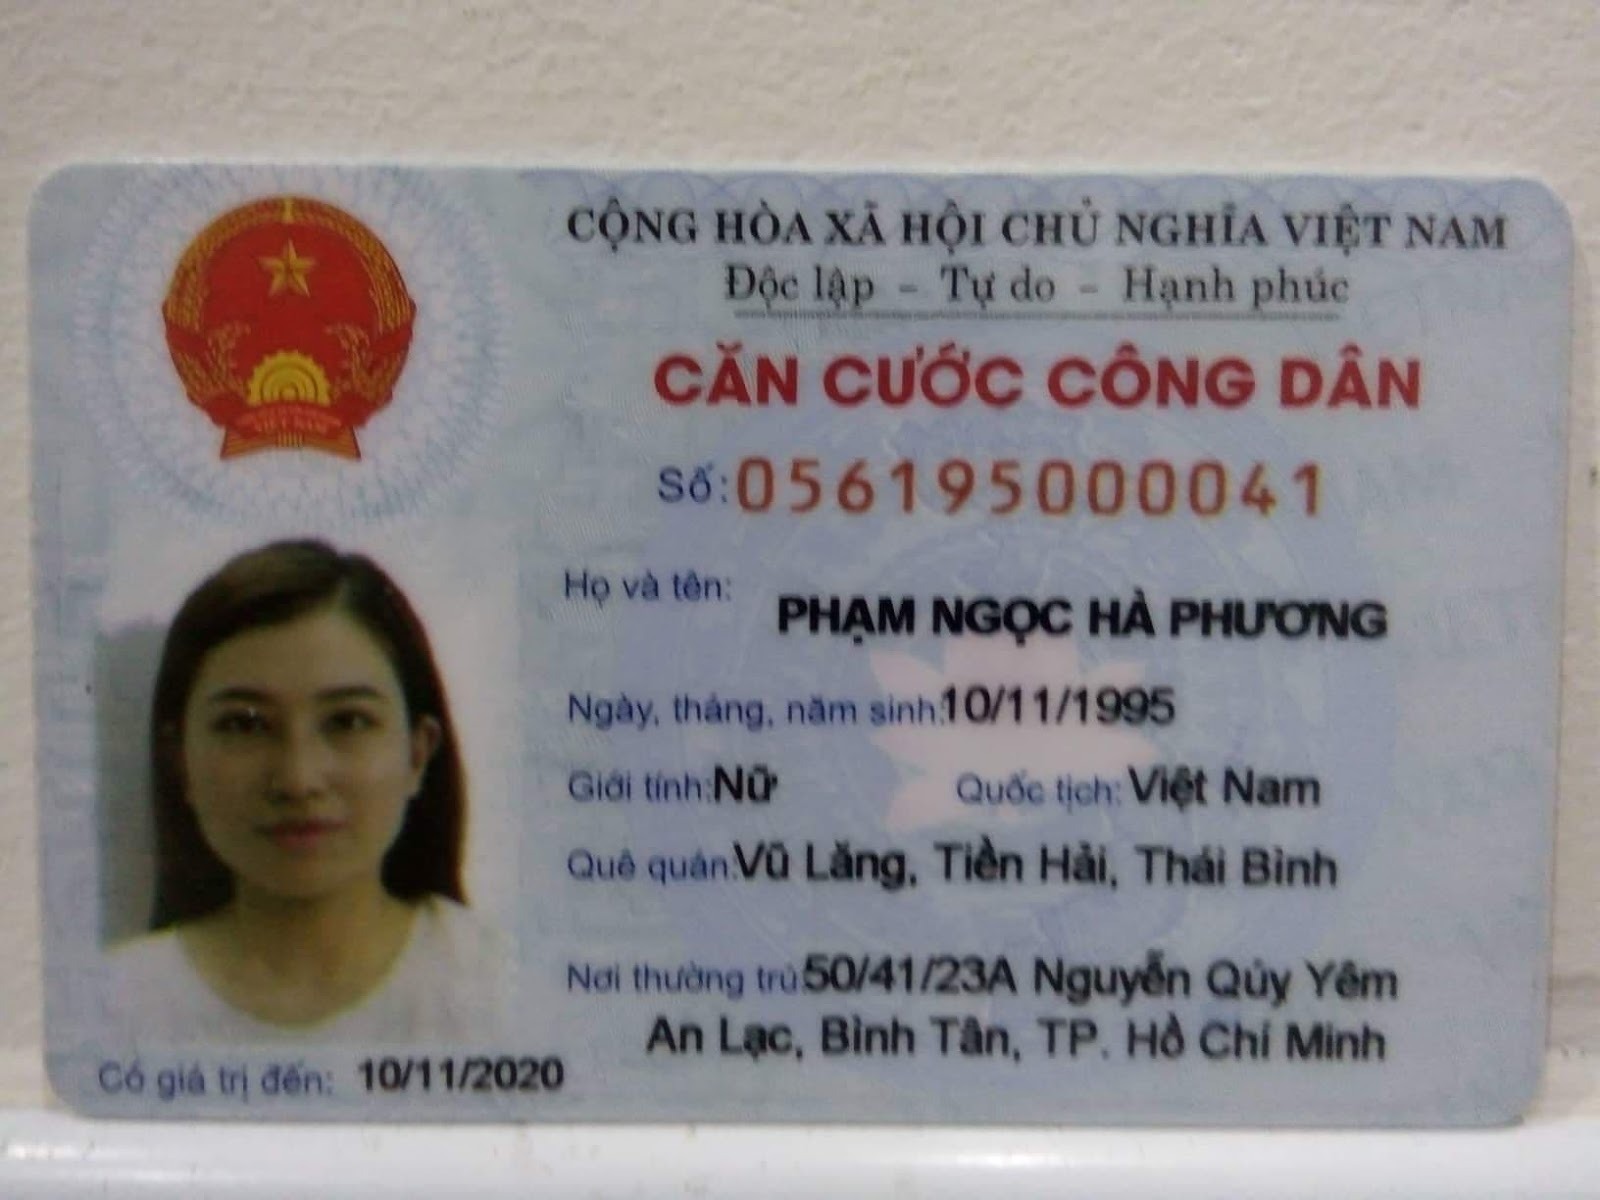 CỘNG HÒA XÃ HỘI CHỦ NGHĨA VIỆT NAM
Độc lập – Tự do – Hạnh phúc
CĂN CƯỚC CÔNG DÂN
Số: 056195000041
Họ và tên: PHẠM NGỌC HÀ PHƯƠNG
Ngày, tháng, năm sinh: 10/11/1995
Giới tính: Nữ Quốc tịch: Việt Nam
Quê quán: Vũ Lăng, Tiền Hải, Thái Bình
Nơi thường trú: 50/41/23A Nguyễn Qúy Yêm
An Lạc, Bình Tân, TP. Hồ Chí Minh
Có giá trị đến: 10/11/2020